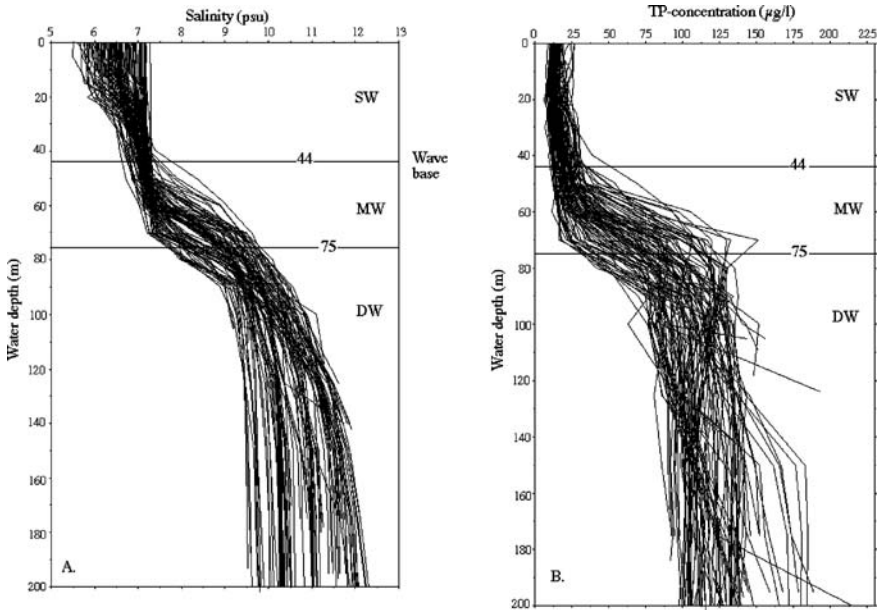 Salinity (psu)
5 6 7 8 9 10 11 12 13
0
20
40
60
80
100
120
140
160
180
200
Water depth (m)
SW
44
Wave
base
MW
75
DW
A.
TP-concentration (µg/l)
0 10 25 50 75 100 125 150 175 200 225
0
20
40
60
80
100
120
140
160
180
200
Water depth (m)
SW
44
MW
75
DW
B.